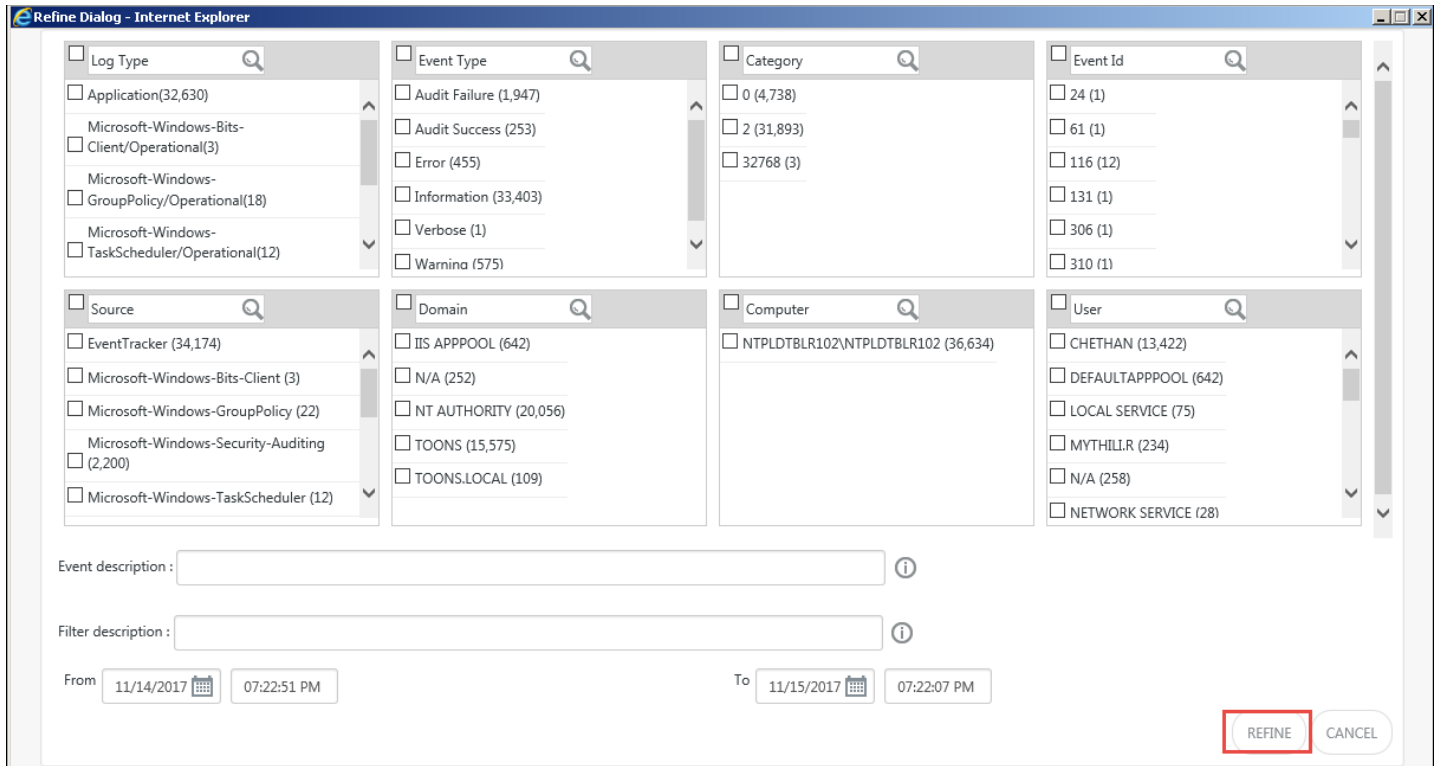 Refine Dialog - Internet Explorer
Log Type
Application(32,630)
Microsoft-Windows-Bits-
Client/Operational(3)
Microsoft-Windows-
GroupPolicy/Operational(18)
Microsoft-Windows-
TaskScheduler/Operational(12)
Event Type
Audit Failure (1,947)
Audit Success (253)
Error (455)
Information (33,403)
Verbose (1)
Warning (575)
Category
0 (4,738)
2 (31,893)
32768 (3)
Event Id
24 (1)
61 (1)
116 (12)
131 (1)
306 (1)
310 (1)
Source
EventTracker (34,174)
Microsoft-Windows-Bits-Client (3)
Microsoft-Windows-GroupPolicy (22)
Microsoft-Windows-Security-Auditing
(2,200)
Microsoft-Windows-TaskScheduler (12)
Domain
IIS APPPOOL (642)
N/A (252)
NT AUTHORITY (20,056)
TOONS (15,575)
TOONS.LOCAL (109)
Computer
NTPLDTBLR102\NTPLDTBLR102 (36,634)
User
CHETHAN (13,422)
DEFAULTAPPPOOL (642)
LOCAL SERVICE (75)
MYTHILI.R (234)
N/A (258)
NETWORK SERVICE (28)
Event description :
Filter description :
From 11/14/2017 07:22:51 PM To 11/15/2017 07:22:07 PM
REFINE CANCEL